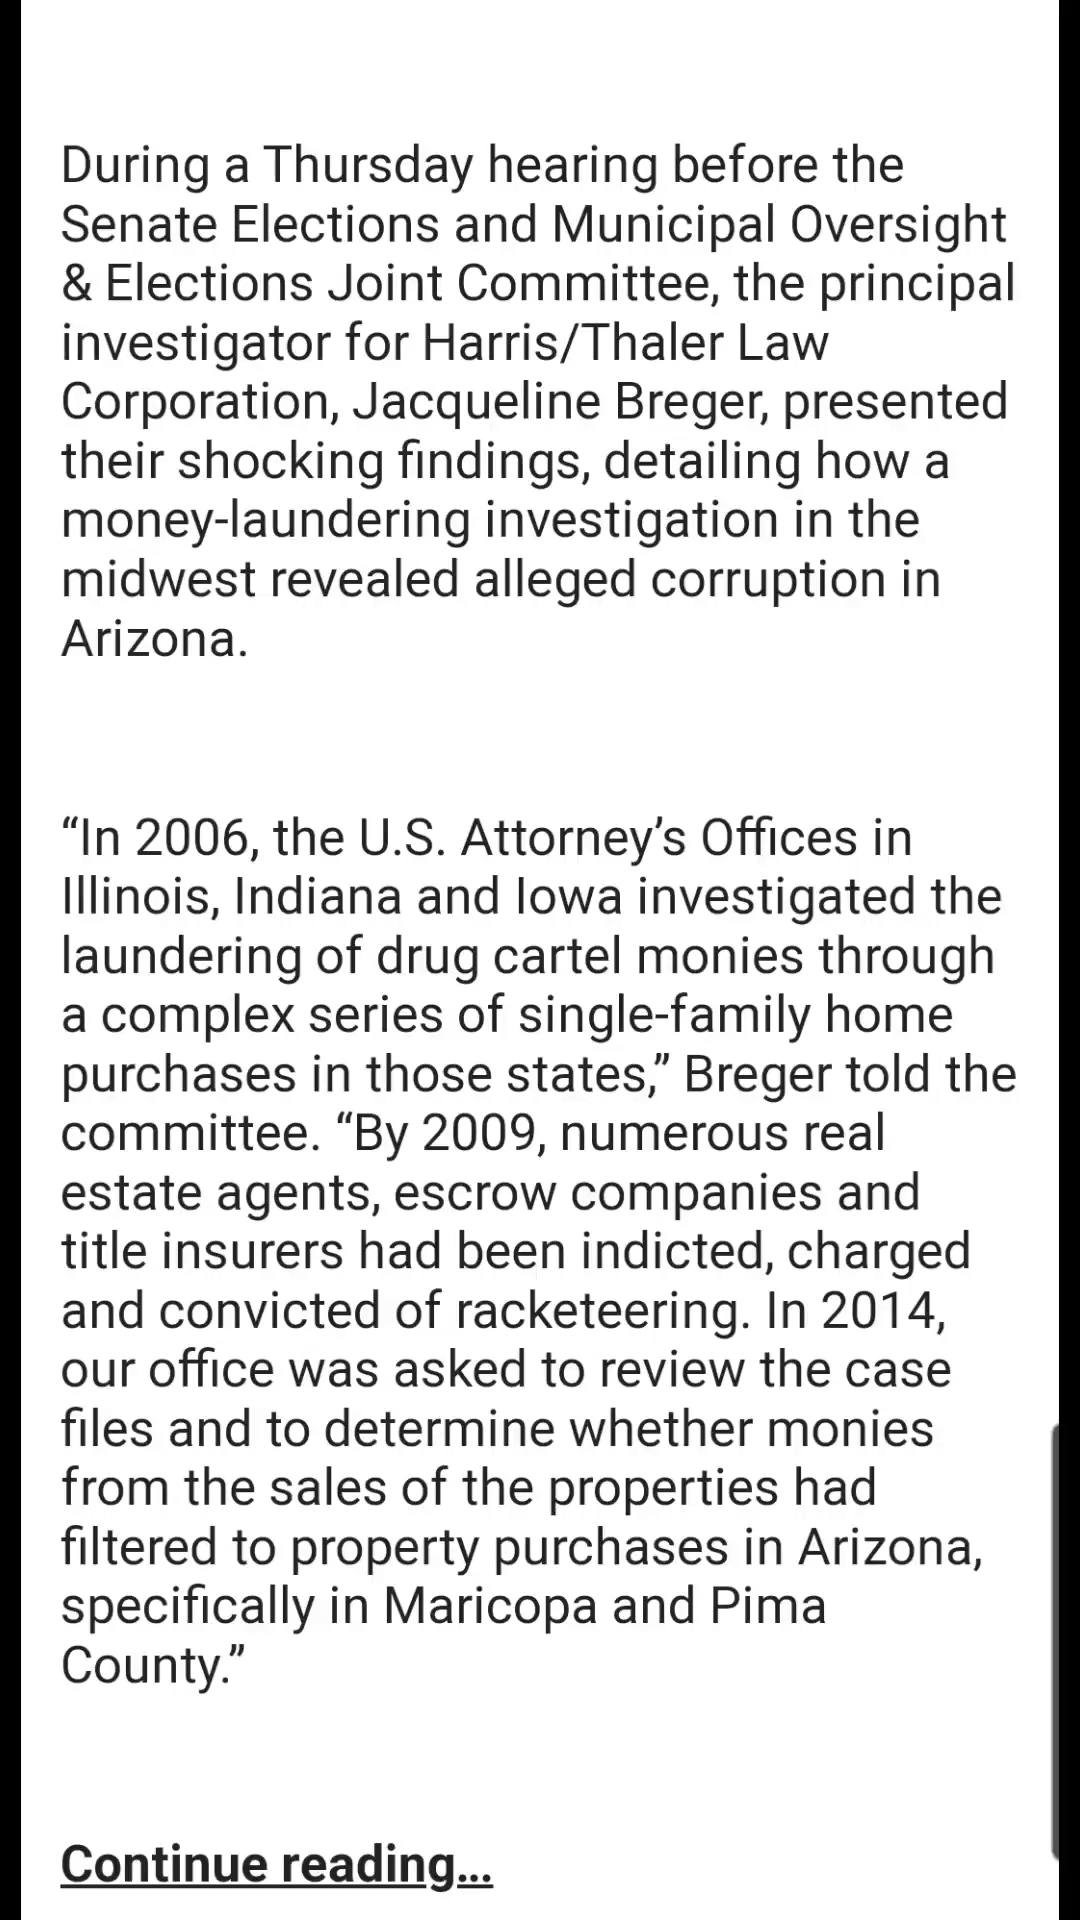 During a Thursday hearing before the
Senate Elections and Municipal Oversight
& Elections Joint Committee, the principal
investigator for Harris/Thaler Law
Corporation, Jacqueline Breger, presented
their shocking findings, detailing how a
money-laundering investigation in the
midwest revealed alleged corruption in
Arizona.
“In 2006, the U.S. Attorney’s Offices in
Illinois, Indiana and Iowa investigated the
laundering of drug cartel monies through
a complex series of single-family home
purchases in those states,” Breger told the
committee. “By 2009, numerous real
estate agents, escrow companies and
title insurers had been indicted, charged
and convicted of racketeering. In 2014,
our office was asked to review the case
files and to determine whether monies
from the sales of the properties had
filtered to property purchases in Arizona,
specifically in Maricopa and Pima
County.”
Continue reading...